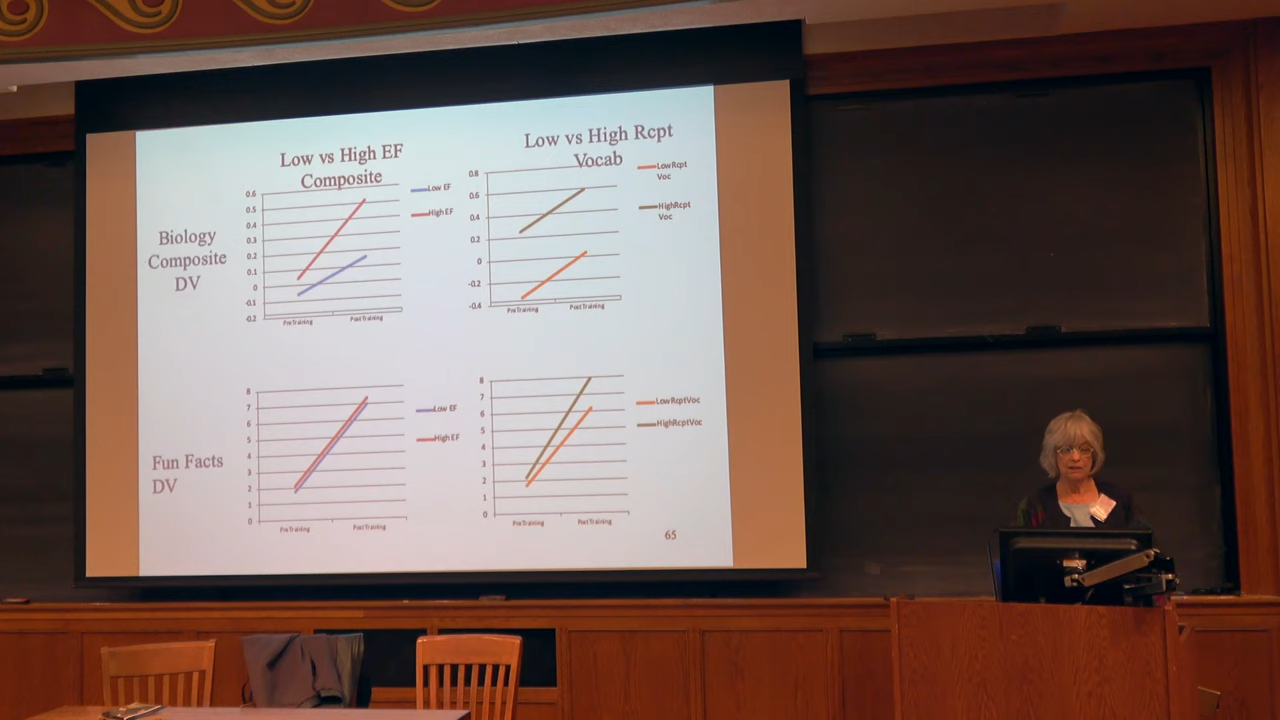 Low vs High EF
Composite
Low vs High Rcpt
Vocab
Biology
Composite
DV
0.6
0.5
0.4
0.3
0.2
0.1
0
-0.1
-0.2
PreTraining
PostTraining
Low EF
High EF
0.8
0.6
0.4
0.2
0
-0.2
-0.4
PreTraining
PostTraining
LowRcpt
Voc
HighRcpt
Voc
Fun Facts
DV
8
7
6
5
4
3
2
1
0
PreTraining
PostTraining
Low EF
High EF
8
7
6
5
4
3
2
1
0
PreTraining
PostTraining
LowRcptVoc
HighRcptVoc
65